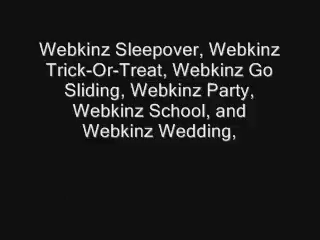 Webkinz Sleepover, Webkinz
Trick-Or-Treat, Webkinz Go
Sliding, Webkinz Party,
Webkinz School, and
Webkinz Wedding,